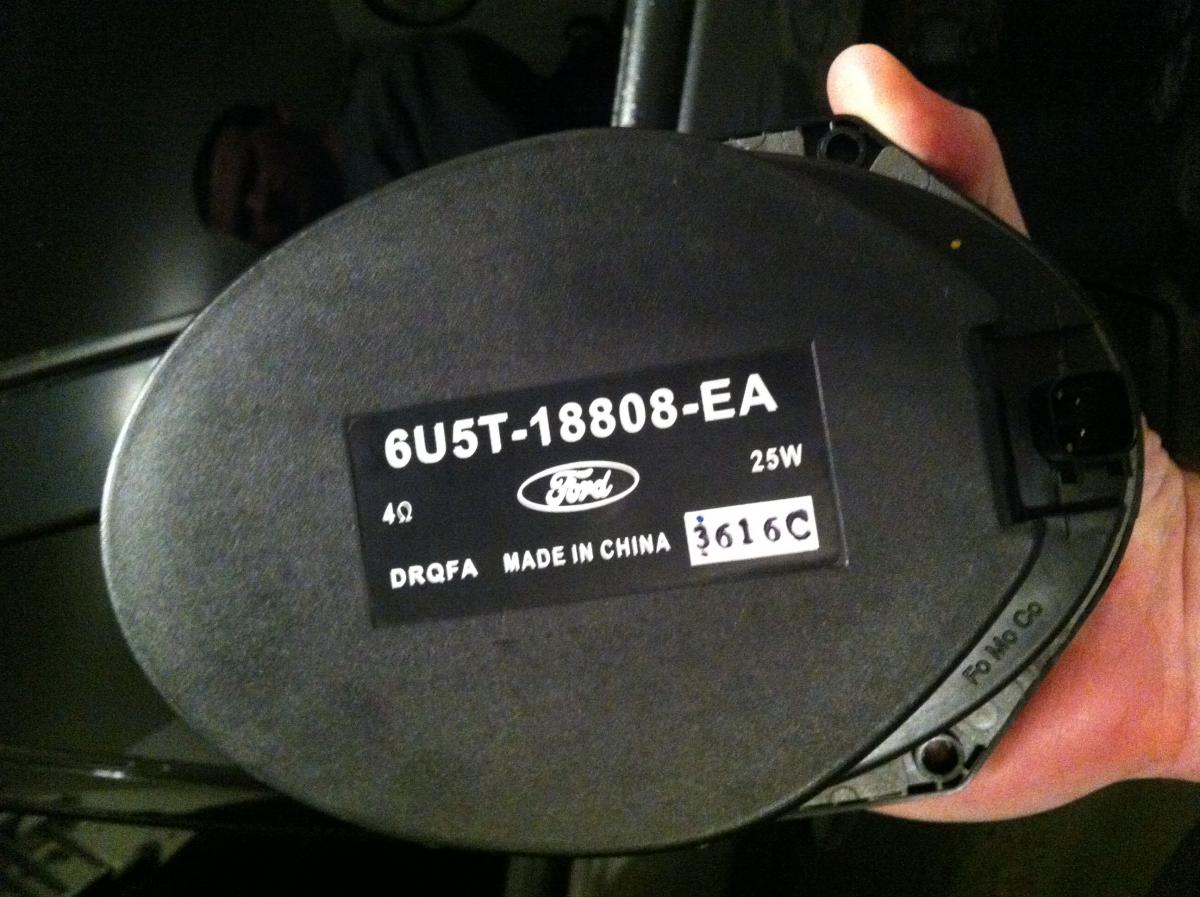 6U5T-18808-EA
Ford
25W
4Ω
DRQFA MADE IN CHINA 3616C
Fo Mo Co